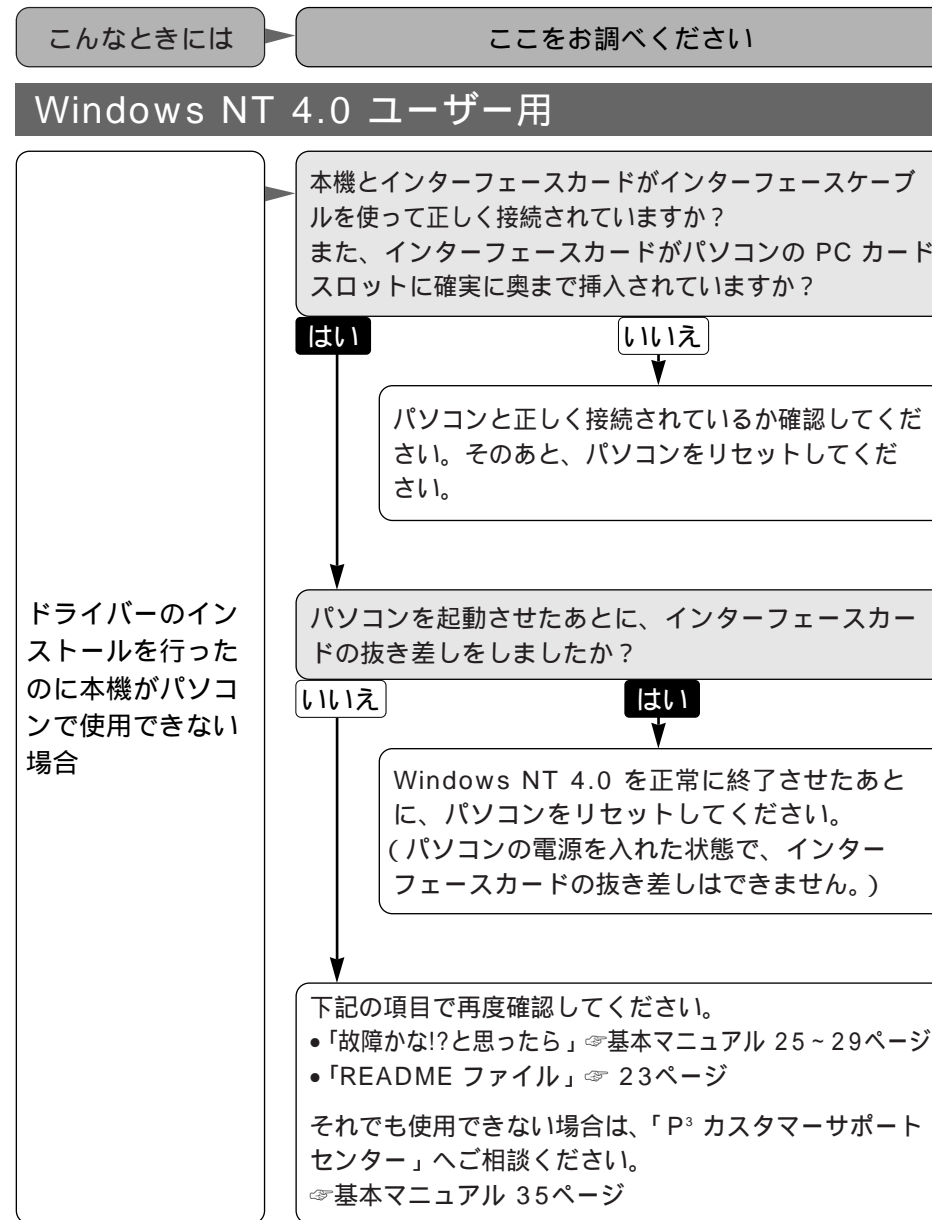 こんなときには
ここをお調べください
Windows NT 4.0 ユーザー用
ドライバーのイン
ストールを行った
のに本機がパソコ
ンで使用できない
場合
本機とインターフェースカードがインターフェースケーブ
ルを使って正しく接続されていますか？
また、インターフェースカードがパソコンの PC カード
スロットに確実に奥まで挿入されていますか？
はい
いいえ
パソコンと正しく接続されているか確認してくだ
さい。そのあと、パソコンをリセットしてくだ
さい。
パソコンを起動させたあとに、インターフェースカー
ドの抜き差しをしましたか？
いいえ
はい
Windows NT 4.0 を正常に終了させたあと
に、パソコンをリセットしてください。
（パソコンの電源を入れた状態で、インター
フェースカードの抜き差しはできません。）
下記の項目で再度確認してください。
●「故障かな!?と思ったら」☞基本マニュアル 25～29ページ
●「README ファイル」☞ 23ページ
それでも使用できない場合は、「P³ カスタマーサポート
センター」へご相談ください。
☞基本マニュアル 35ページ